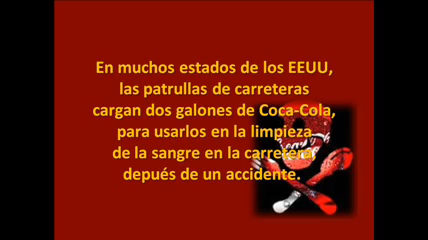 En muchos estados de los EEUU,
las patrullas de carreteras
cargan dos galones de Coca-Cola,
para usarlos en la limpieza
de la sangre en la carretera,
depués de un accidente.